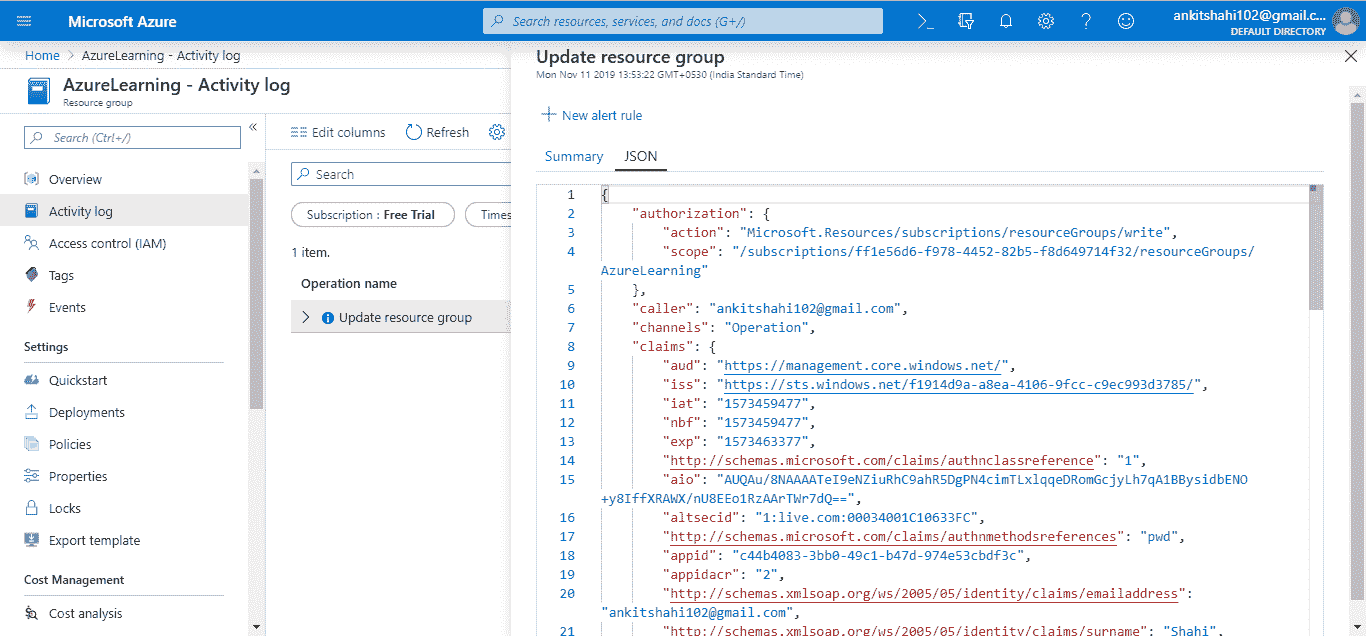 Microsoft Azure
Search resources, services, and docs (G+/)
ankitshahi102@gmail.c...
DEFAULT DIRECTORY
Home > AzureLearning - Activity log
AzureLearning - Activity log
Resource group
Search (Ctrl+/)
«
Overview
Activity log
Access control (IAM)
Tags
Events
Settings
Quickstart
Deployments
Policies
Properties
Locks
Export template
Cost Management
Cost analysis
Edit columns
Refresh
Search
Subscription : Free Trial
Times
1 item.
Operation name
Update resource group
Update resource group
Mon Nov 11 2019 13:53:22 GMT+0530 (India Standard Time)
New alert rule
Summary
JSON
1 {
2 "authorization": {
3 "action": "Microsoft.Resources/subscriptions/resourceGroups/write",
4 "scope": "/subscriptions/ff1e56d6-f978-4452-82b5-f8d649714f32/resourceGroups/
AzureLearning"
5 },
6 "caller": "ankitshahi102@gmail.com",
7 "channels": "Operation",
8 "claims": {
9 "aud": "https://management.core.windows.net/",
10 "iss": "https://sts.windows.net/f1914d9a-a8ea-4106-9fcc-c9ec993d3785/",
11 "iat": "1573459477",
12 "nbf": "1573459477",
13 "exp": "1573463377",
14 "http://schemas.microsoft.com/claims/authnclassreference": "1",
15 "aio": "AUQAu/8NAAAATeI9eNZiuRhC9ahR5DgPN4cimTLxlqqeDRomGcjyLh7qA1BBysidbENO
+y8IffXRAWX/nU8EEo1RzAArTWr7dQ==",
16 "altsecid": "1:live.com:00034001C10633FC",
17 "http://schemas.microsoft.com/claims/authnmethodsreferences": "pwd",
18 "appid": "c44b4083-3bb0-49c1-b47d-974e53cbdf3c",
19 "appidacr": "2",
20 "http://schemas.xmlsoap.org/ws/2005/05/identity/claims/emailaddress":
"ankitshahi102@gmail.com",
21 "http://schemas.xmlsoap.org/ws/2005/05/identity/claims/surname": "Shahi",